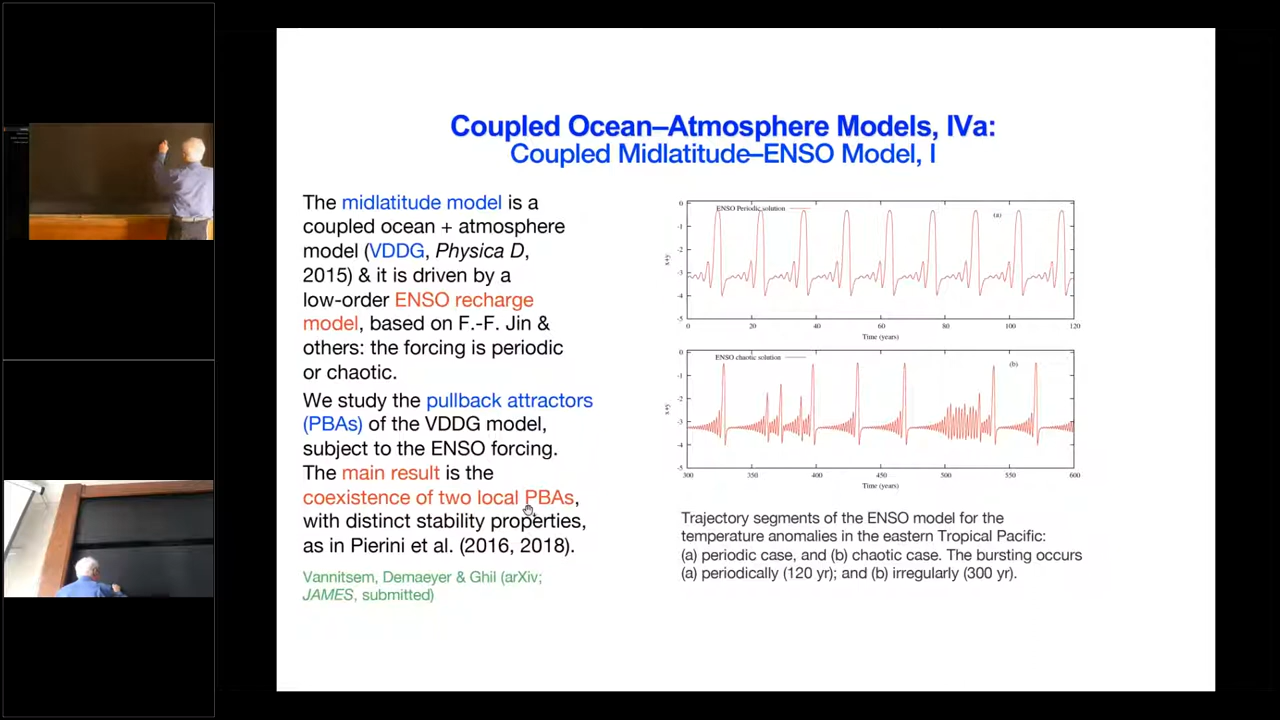 Coupled Ocean–Atmosphere Models, IVa:
Coupled Midlatitude–ENSO Model, I
The midlatitude model is a
coupled ocean + atmosphere
model (VDDG, Physica D,
2015) & it is driven by a
low-order ENSO recharge
model, based on F.-F. Jin &
others: the forcing is periodic
or chaotic.
We study the pullback attractors
(PBAs) of the VDDG model,
subject to the ENSO forcing.
The main result is the
coexistence of two local PBAs,
with distinct stability properties,
as in Pierini et al. (2016, 2018).
Vannitsem, Demaeyer & Ghil (arXiv;
JAMES, submitted)
ENSO Periodic solution
(a)
0
-1
-2
-3
-4
-5
x+y
0 20 40 60 80 100 120
Time (years)
ENSO chaotic solution
(b)
0
-1
-2
-3
-4
-5
x+y
300 350 400 450 500 550 600
Time (years)
Trajectory segments of the ENSO model for the
temperature anomalies in the eastern Tropical Pacific:
(a) periodic case, and (b) chaotic case. The bursting occurs
(a) periodically (120 yr); and (b) irregularly (300 yr).